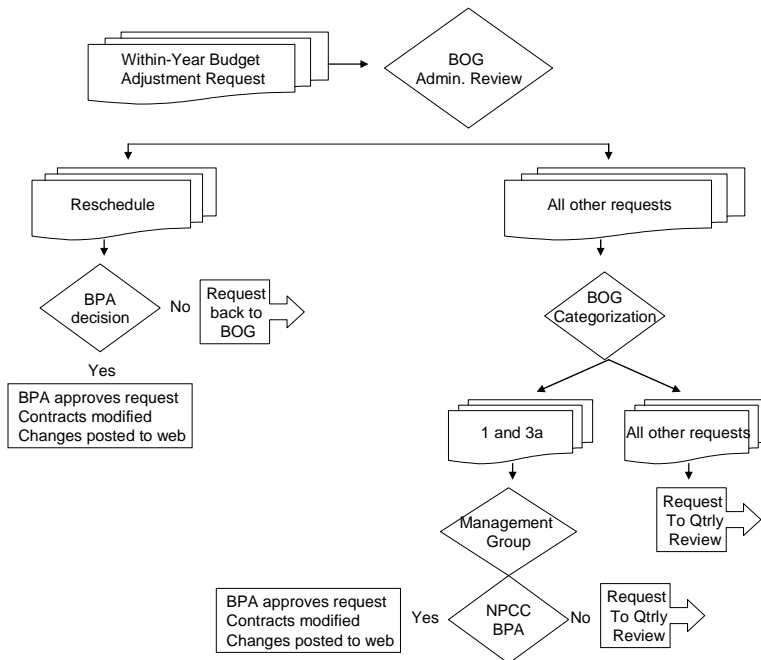 Within-Year Budget
Adjustment Request
BOG
Admin. Review
Reschedule
All other requests
BPA
decision
No
Request
back to
BOG
Yes
BPA approves request
Contracts modified
Changes posted to web
BOG
Categorization
1 and 3a
All other requests
Management
Group
Request
To Qtrly
Review
BPA approves request
Contracts modified
Changes posted to web
Yes
NPCC
BPA
No
Request
To Qtrly
Review